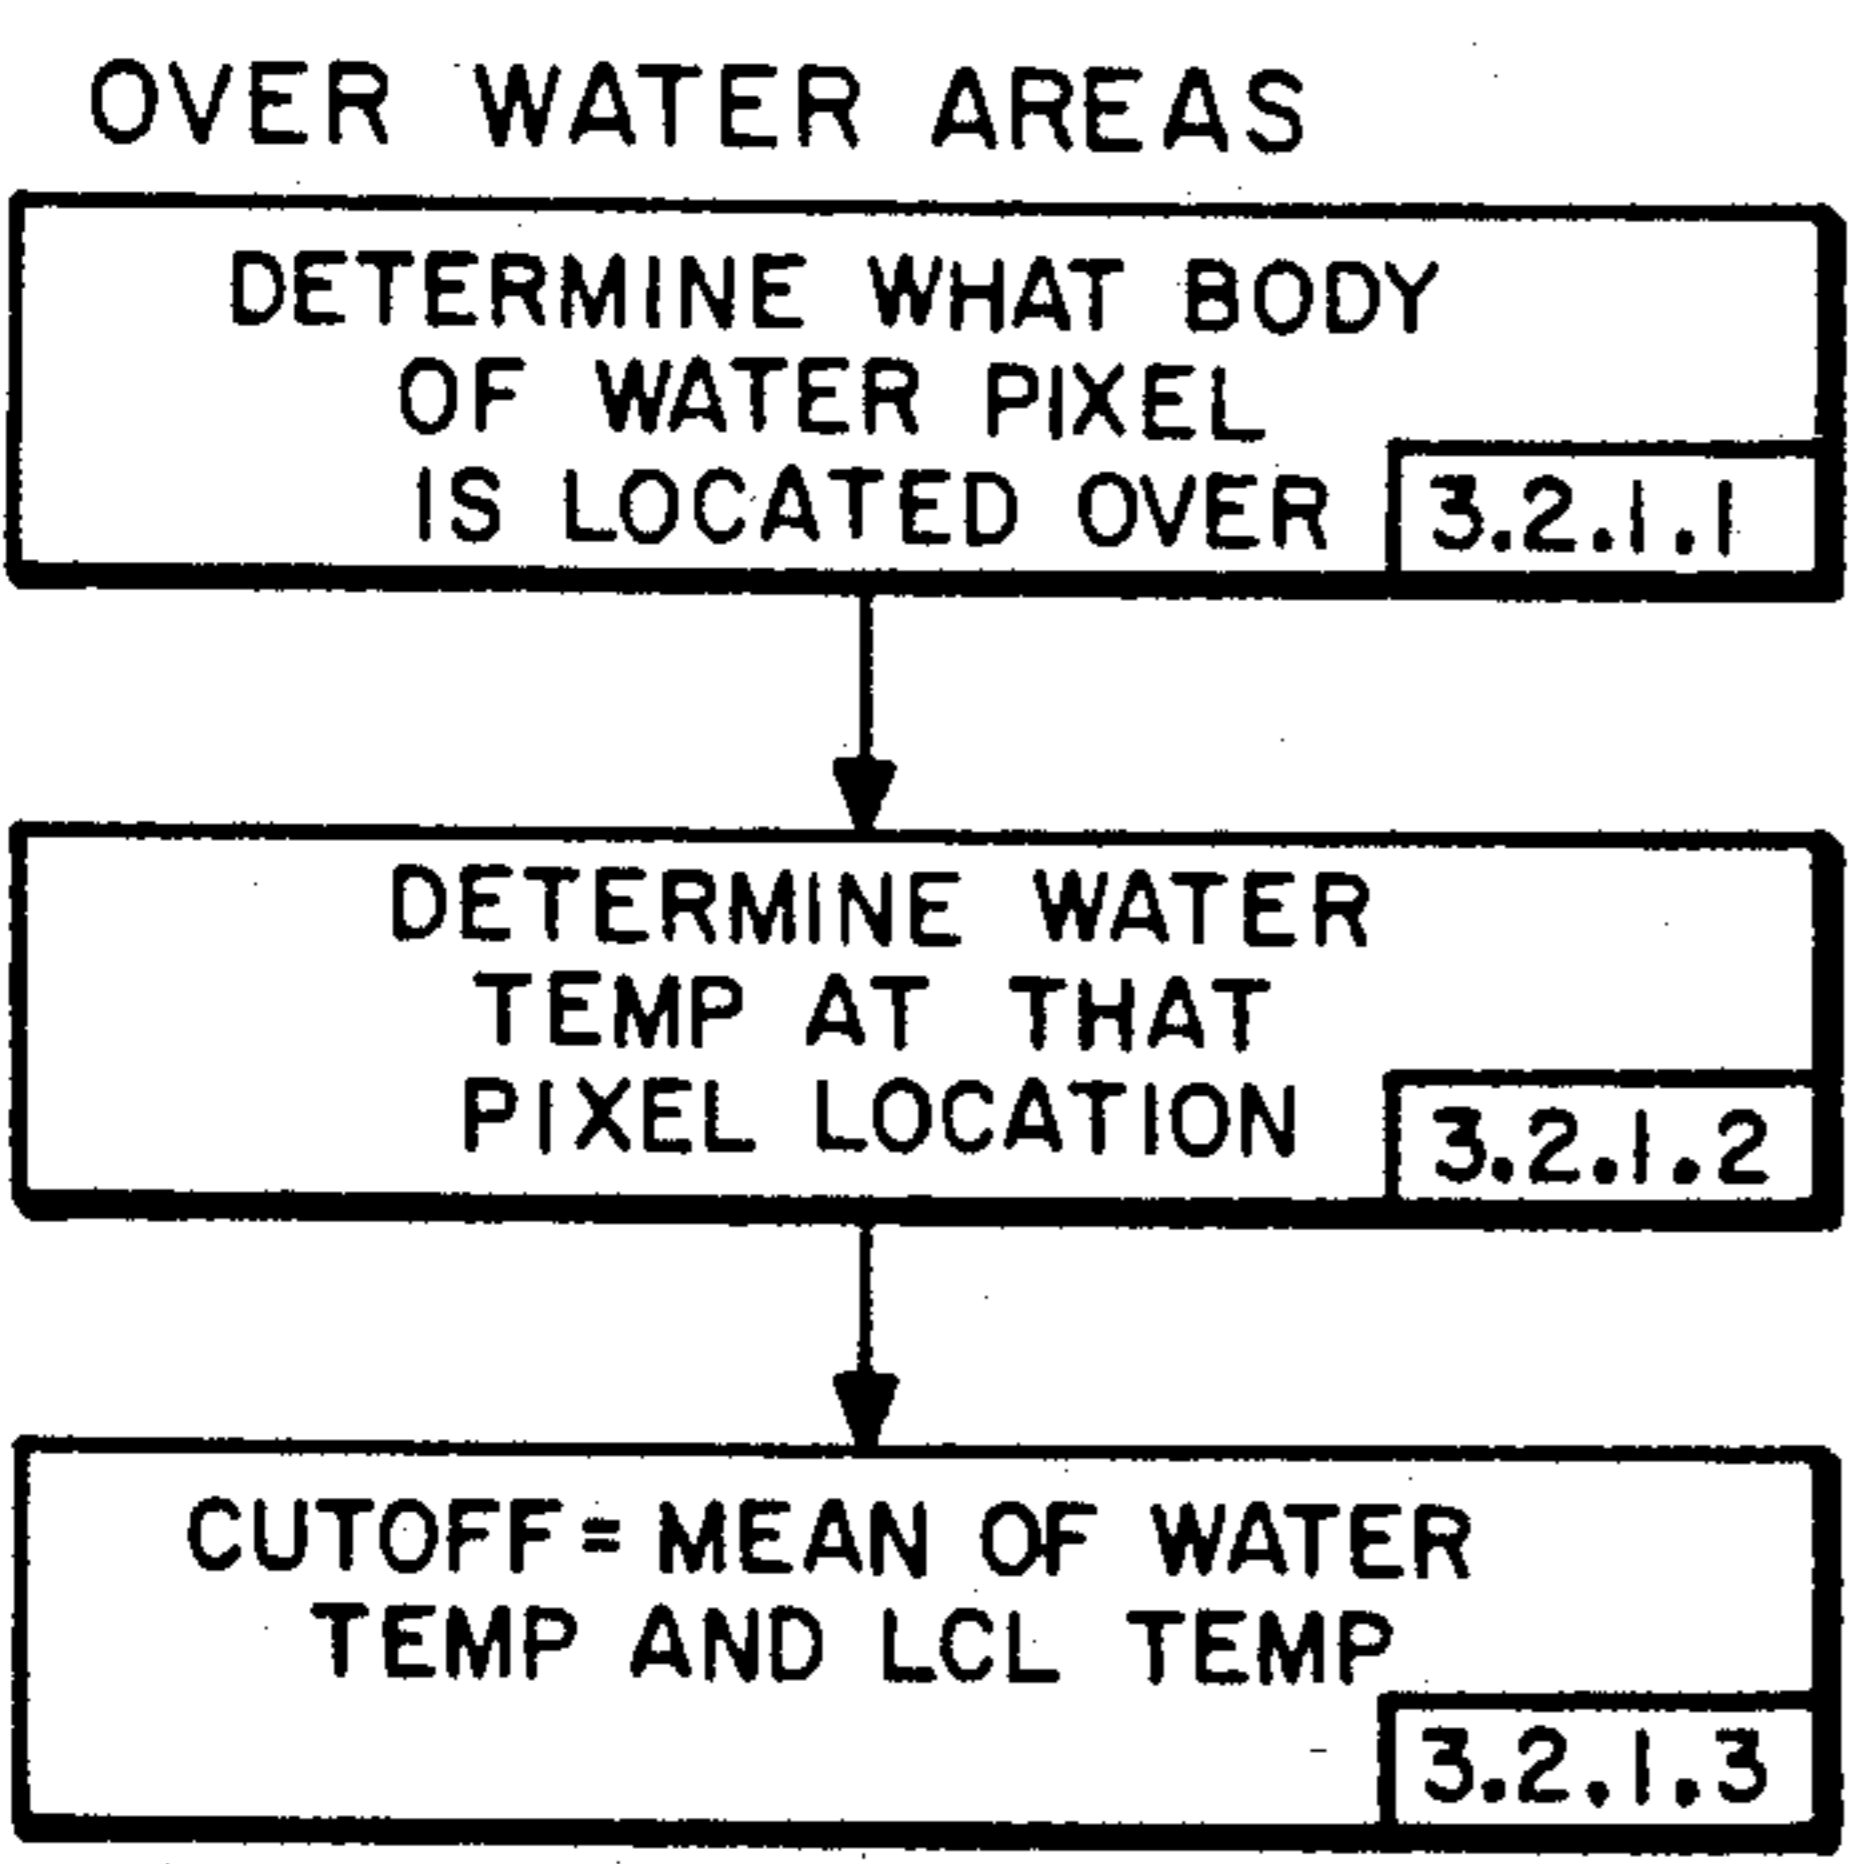 OVER WATER AREAS
DETERMINE WHAT BODY
OF WATER PIXEL
IS LOCATED OVER
3.2.1.1
DETERMINE WATER
TEMP AT THAT
PIXEL LOCATION
3.2.1.2
CUTOFF = MEAN OF WATER
TEMP AND LCL TEMP
3.2.1.3